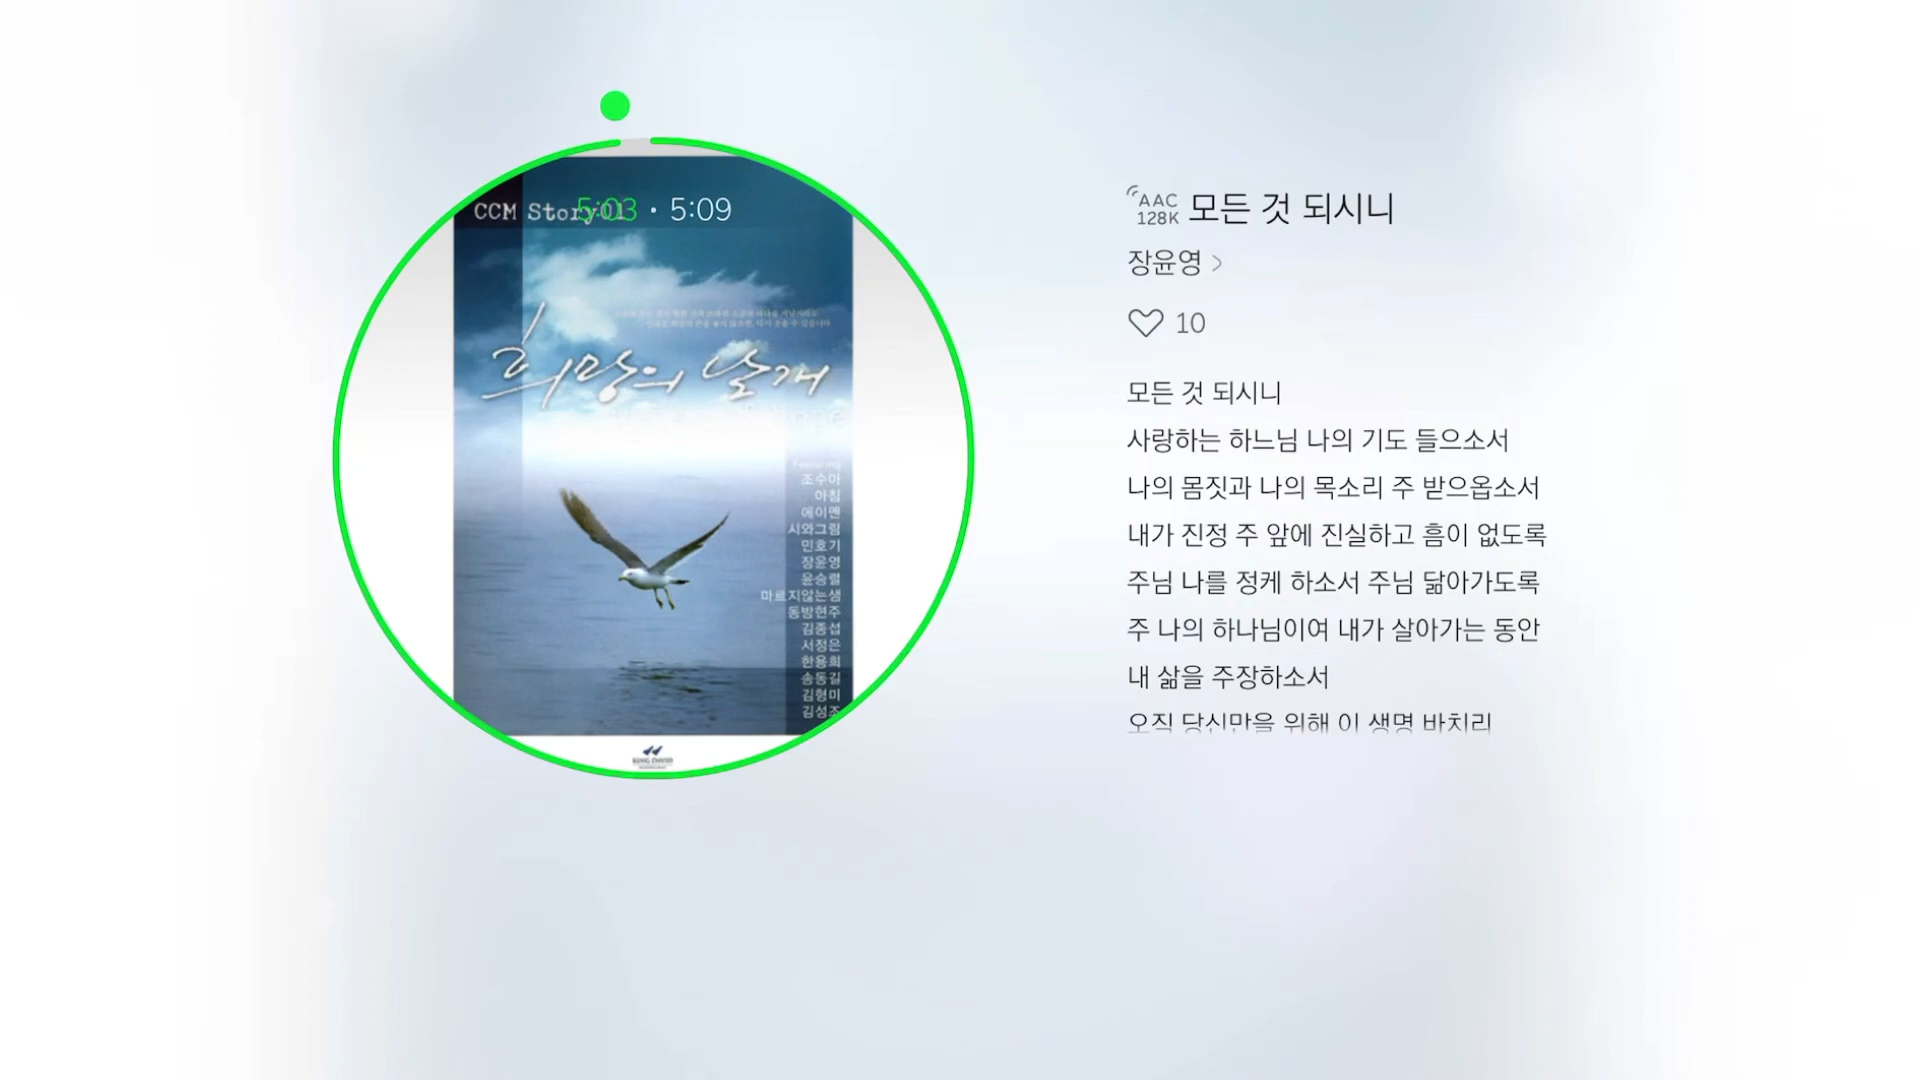 CCM Story01
5:03 · 5:09
희망의 날개
Featuring
조수아
아침
에이멘
시와그림
민호기
장윤영
윤승렬
마르지않는샘
동방현주
김종섭
서정은
한용희
송동길
김형미
김성조
KING DAVID
AAC
128K
모든 것 되시니
장윤영 >
10
모든 것 되시니
사랑하는 하느님 나의 기도 들으소서
나의 몸짓과 나의 목소리 주 받으옵소서
내가 진정 주 앞에 진실하고 흠이 없도록
주님 나를 정케 하소서 주님 닮아가도록
주 나의 하나님이여 내가 살아가는 동안
내 삶을 주장하소서
오직 당신만을 위해 이 생명 바치리